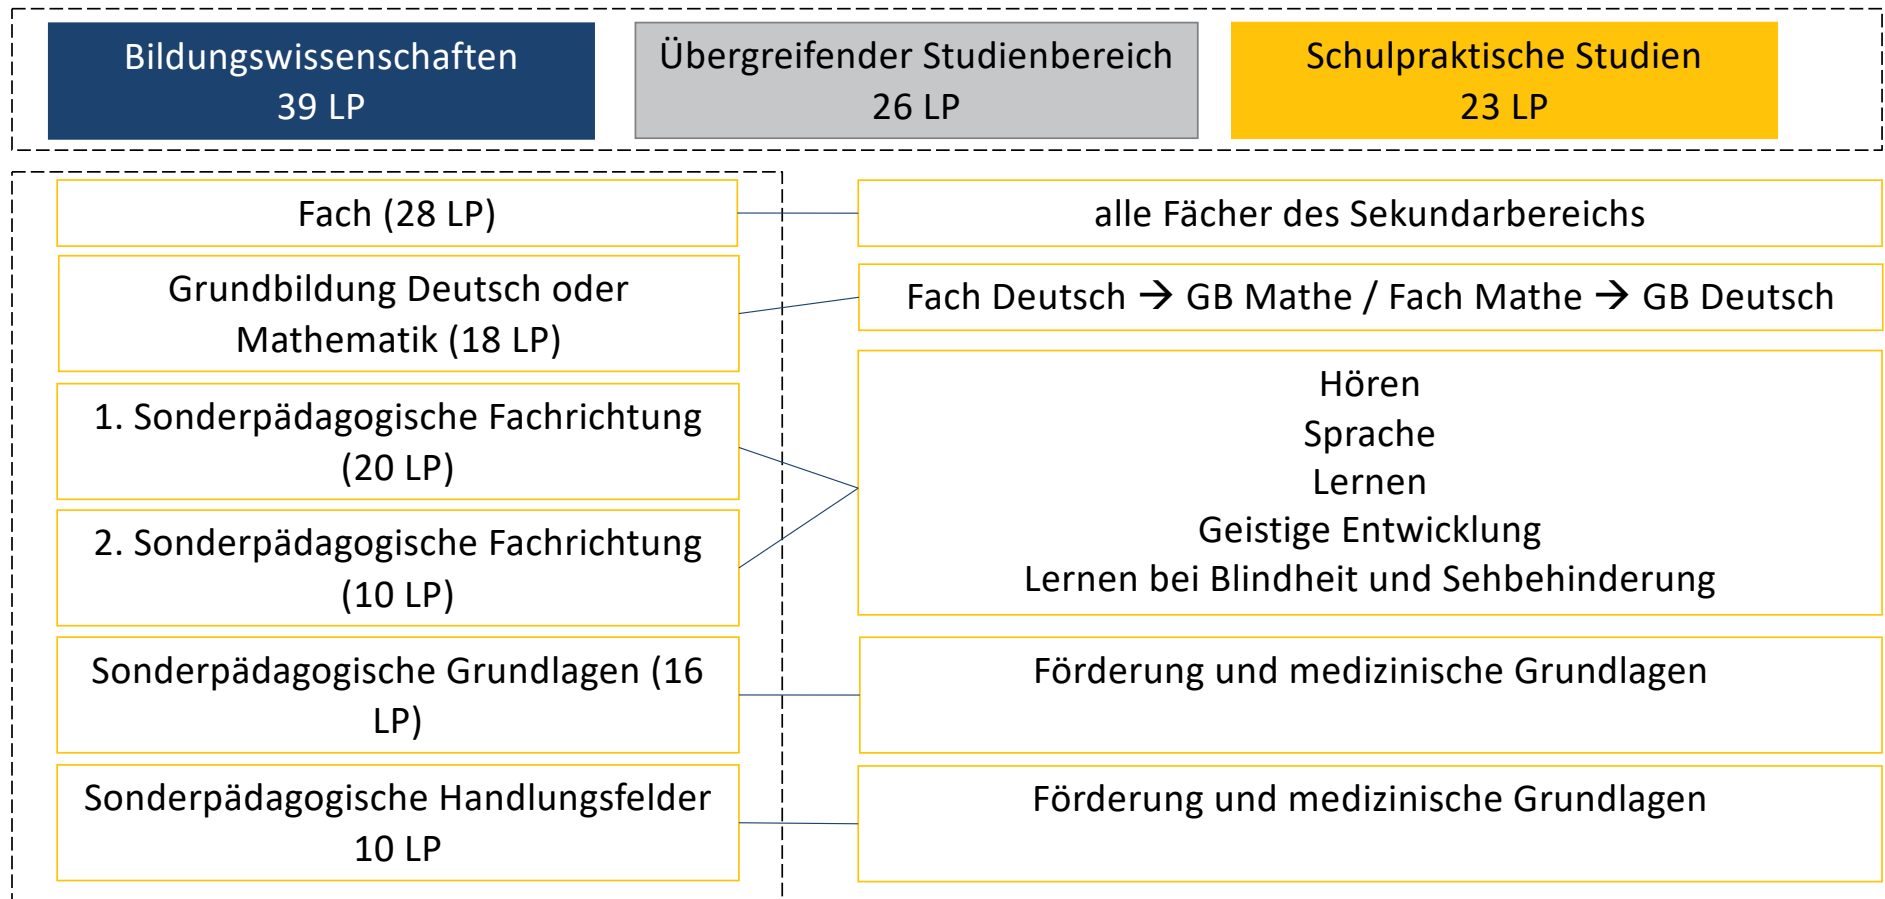 Bildungswissenschaften
39 LP
Übergreifender Studienbereich
26 LP
Schulpraktische Studien
23 LP
Fach (28 LP)
alle Fächer des Sekundarbereichs
Grundbildung Deutsch oder
Mathematik (18 LP)
Fach Deutsch → GB Mathe / Fach Mathe → GB Deutsch
1. Sonderpädagogische Fachrichtung
(20 LP)
2. Sonderpädagogische Fachrichtung
(10 LP)
Hören
Sprache
Lernen
Geistige Entwicklung
Lernen bei Blindheit und Sehbehinderung
Sonderpädagogische Grundlagen (16
LP)
Förderung und medizinische Grundlagen
Sonderpädagogische Handlungsfelder
10 LP
Förderung und medizinische Grundlagen